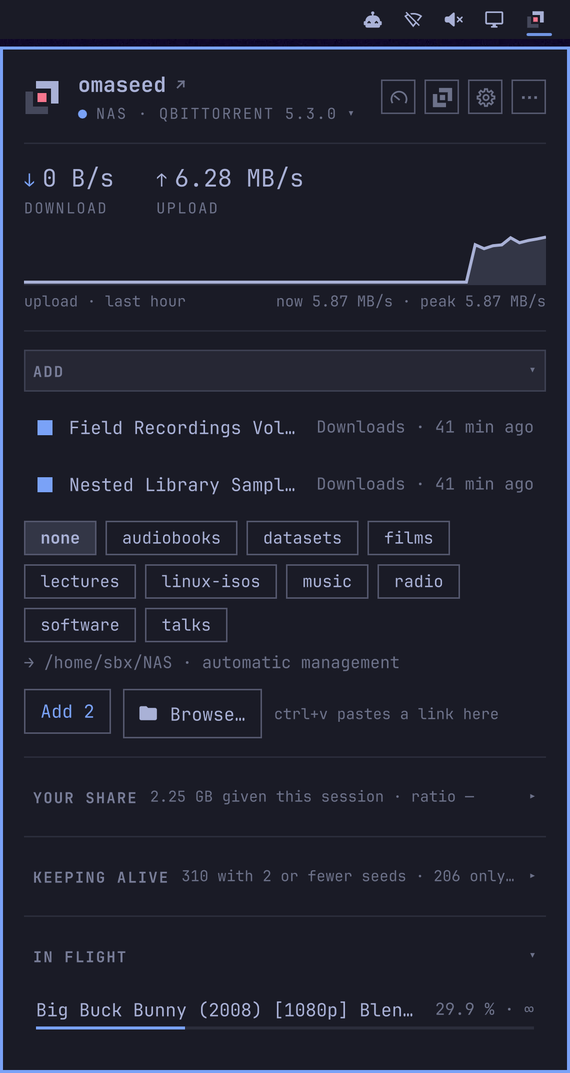 omaseed ↗
NAS · QBITTORRENT 5.3.0 ▾
↓ 0 B/s ↑ 6.28 MB/s
DOWNLOAD UPLOAD
upload · last hour now 5.87 MB/s · peak 5.87 MB/s
ADD ▾
Field Recordings Vol… Downloads · 41 min ago
Nested Library Sampl… Downloads · 41 min ago
none audiobooks datasets films
lectures linux-isos music radio
software talks
→ /home/sbx/NAS · automatic management
Add 2 Browse… ctrl+v pastes a link here
YOUR SHARE 2.25 GB given this session · ratio — ▸
KEEPING ALIVE 310 with 2 or fewer seeds · 206 only… ▸
IN FLIGHT ▾
Big Buck Bunny (2008) [1080p] Blen… 29.9 % · ∞